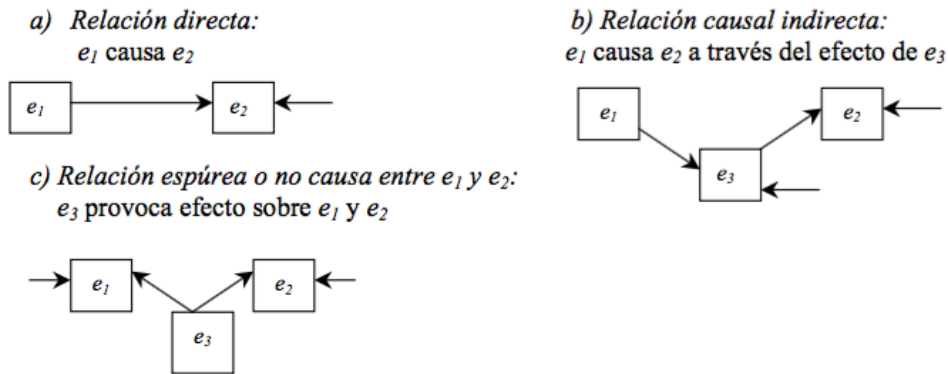 a) Relación directa:
e₁ causa e₂
e₁
e₂
b) Relación causal indirecta:
e₁ causa e₂ a través del efecto de e₃
e₁
e₂
e₃
c) Relación espúrea o no causa entre e₁ y e₂:
e₃ provoca efecto sobre e₁ y e₂
e₁
e₂
e₃